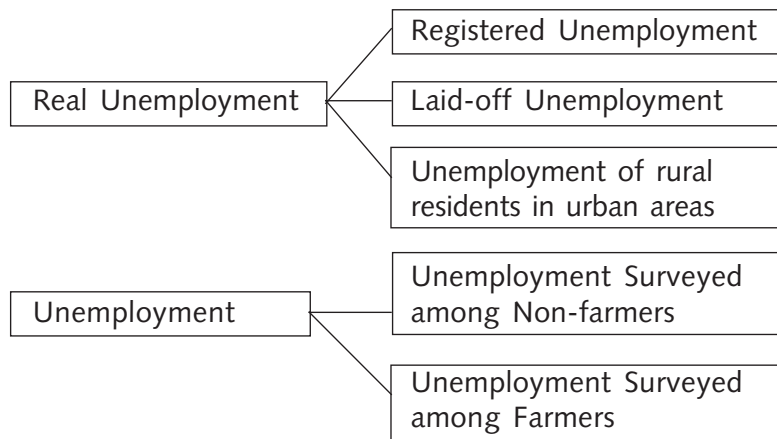 Registered Unemployment
Real Unemployment
Laid-off Unemployment
Unemployment of rural
residents in urban areas
Unemployment Surveyed
among Non-farmers
Unemployment
Unemployment Surveyed
among Farmers